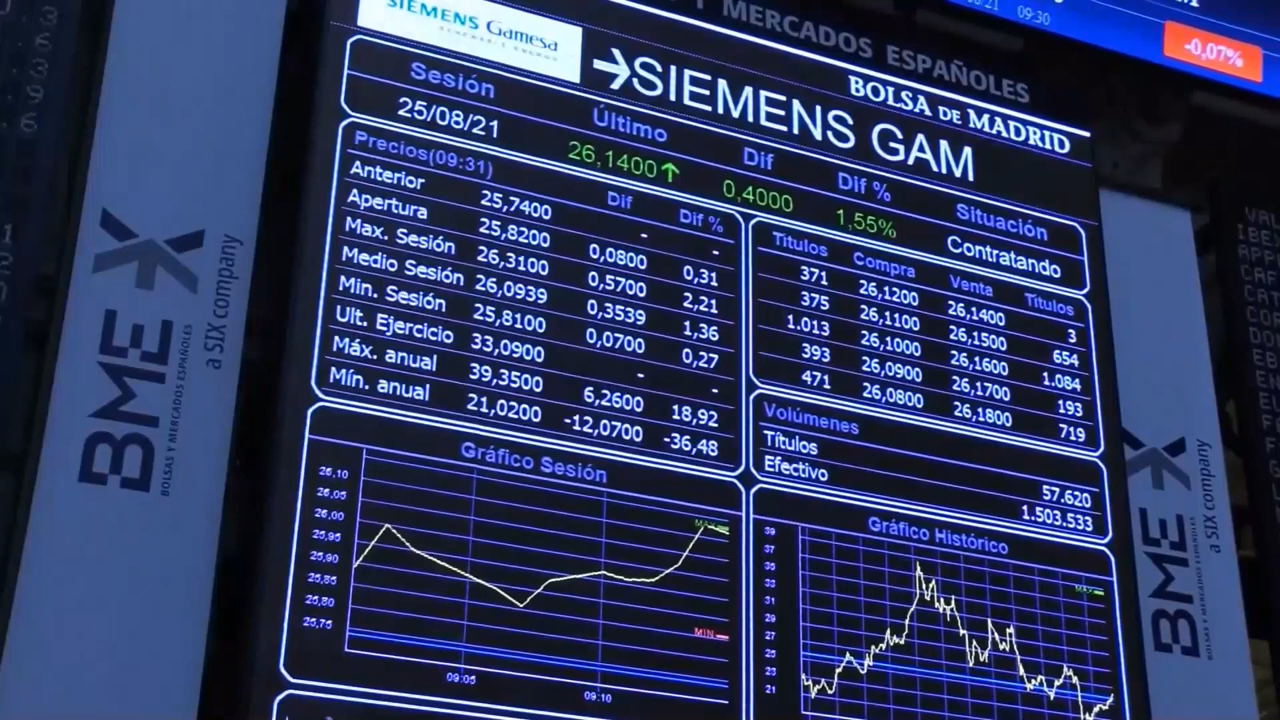 Y MERCADOS ESPAÑOLES
09:30
-0,07%
SIEMENS Gamesa
→SIEMENS GAM
BOLSA DE MADRID
Sesión Último Dif Dif % Situación
25/08/21 26,1400↑ 0,4000 1,55% Contratando
Precios(09:31) Dif Dif %
Anterior 25,7400 - -
Apertura 25,8200 0,0800 0,31
Max. Sesión 26,3100 0,5700 2,21
Medio Sesión 26,0939 0,3539 1,36
Min. Sesión 25,8100 0,0700 0,27
Ult. Ejercicio 33,0900 - -
Máx. anual 39,3500 6,2600 18,92
Mín. anual 21,0200 -12,0700 -36,48
Titulos Compra Venta Titulos
371 26,1200 26,1400 3
375 26,1100 26,1500 654
1.013 26,1000 26,1600 1.084
393 26,0900 26,1700 193
471 26,0800 26,1800 719
Volúmenes
Títulos 57.620
Efectivo 1.503.533
Gráfico Sesión
26,10
26,05
26,00
25,95
25,90
25,85
25,80
25,75
MAX
MIN
09:05 09:10
Gráfico Histórico
39
37
35
33
31
29
27
25
23
21
MAX
BME X
BOLSAS Y MERCADOS ESPAÑOLES
a SIX company
BME X
BOLSAS Y MERCADOS ESPAÑOLES
a SIX company